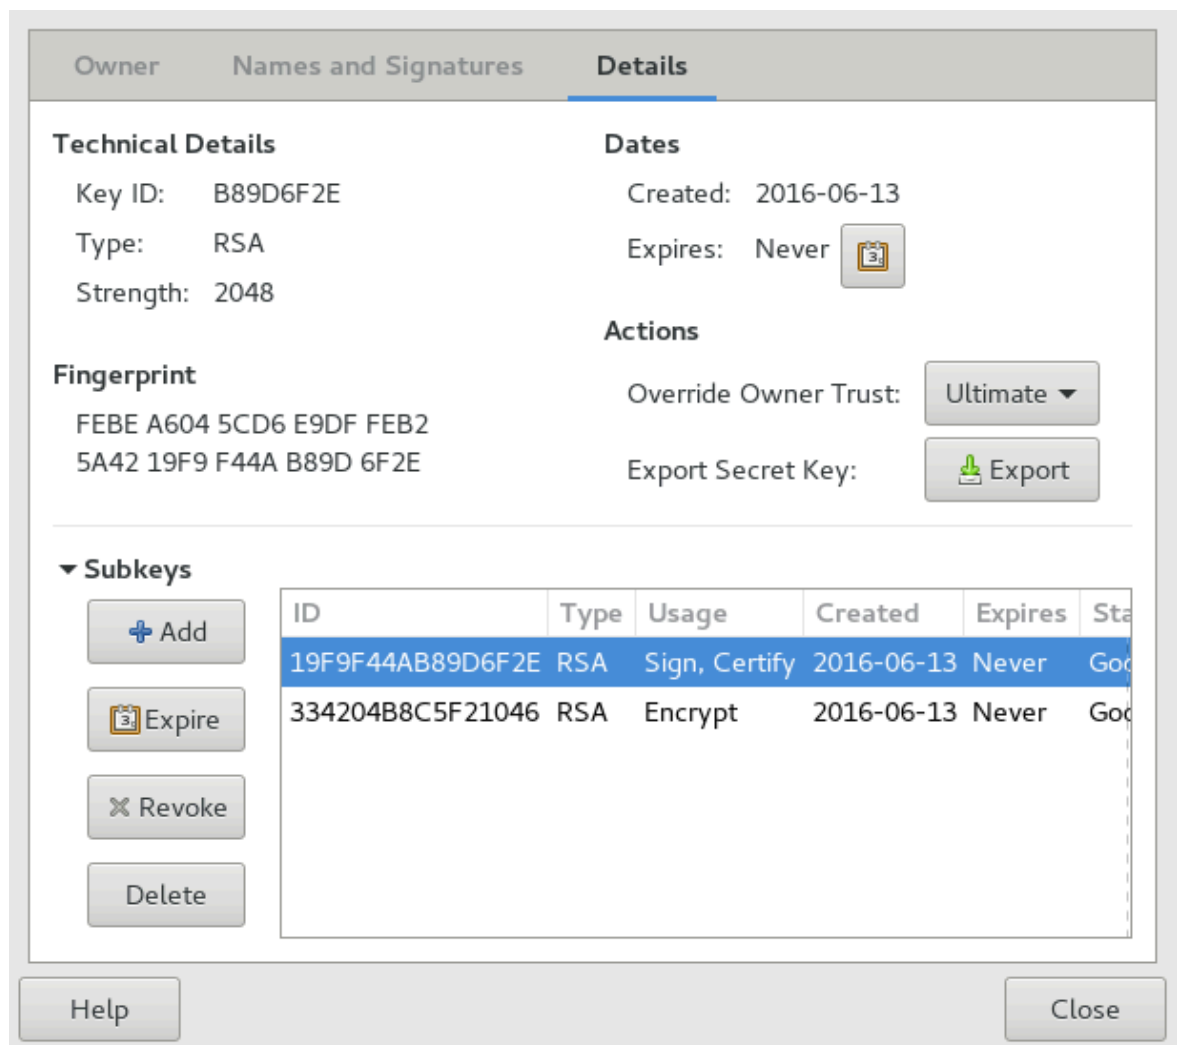 Owner Names and Signatures Details
Technical Details
Key ID: B89D6F2E
Type: RSA
Strength: 2048
Fingerprint
FEBE A604 5CD6 E9DF FEB2
5A42 19F9 F44A B89D 6F2E
Dates
Created: 2016-06-13
Expires: Never
Actions
Override Owner Trust: Ultimate
Export Secret Key: Export
Subkeys
Add
Expire
Revoke
Delete
ID Type Usage Created Expires Sta
19F9F44AB89D6F2E RSA Sign, Certify 2016-06-13 Never Goo
334204B8C5F21046 RSA Encrypt 2016-06-13 Never Goo
Help Close